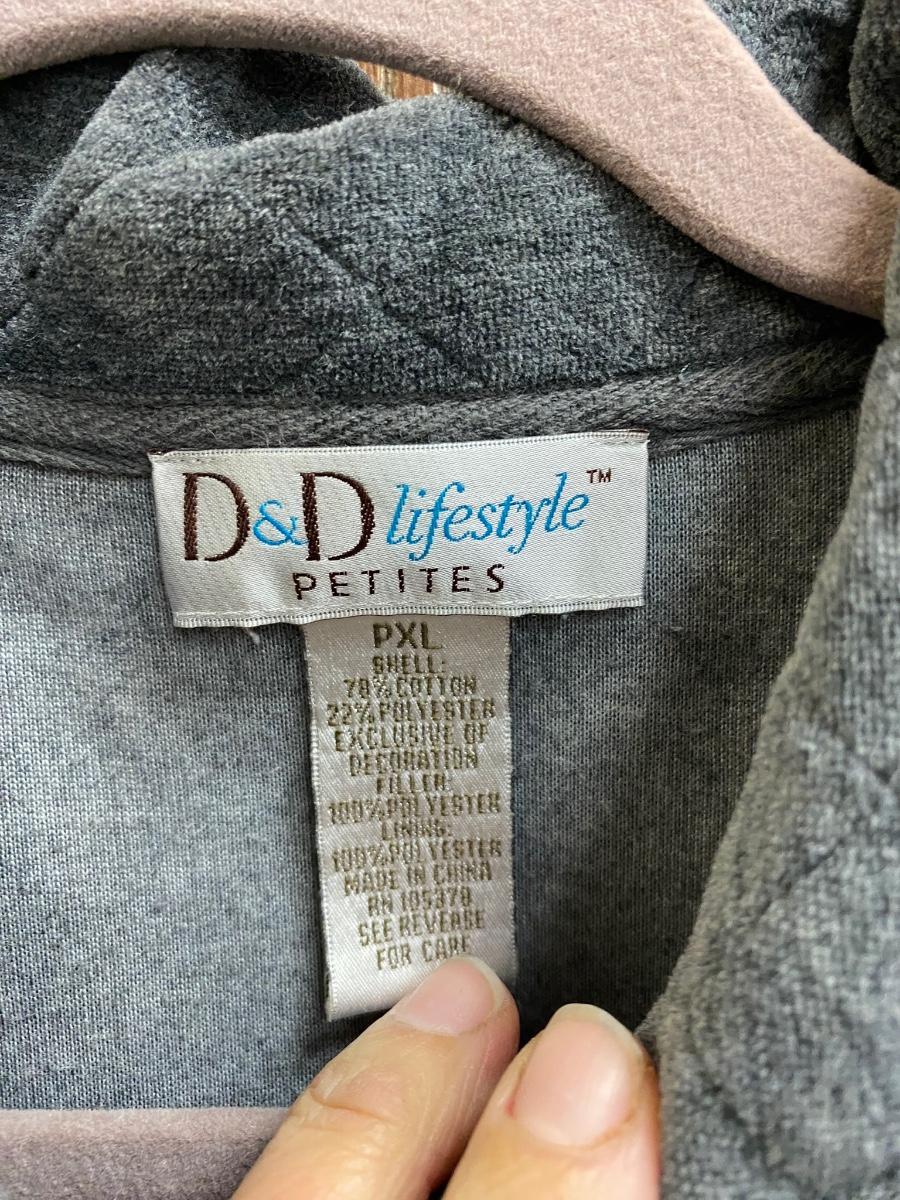 D&D lifestyle™
PETITES
PXL
SHELL:
78% COTTON
22% POLYESTER
EXCLUSIVE OF
DECORATION
FILLER:
100% POLYESTER
LINING:
100% POLYESTER
MADE IN CHINA
RN 105379
SEE REVERSE
FOR CARE